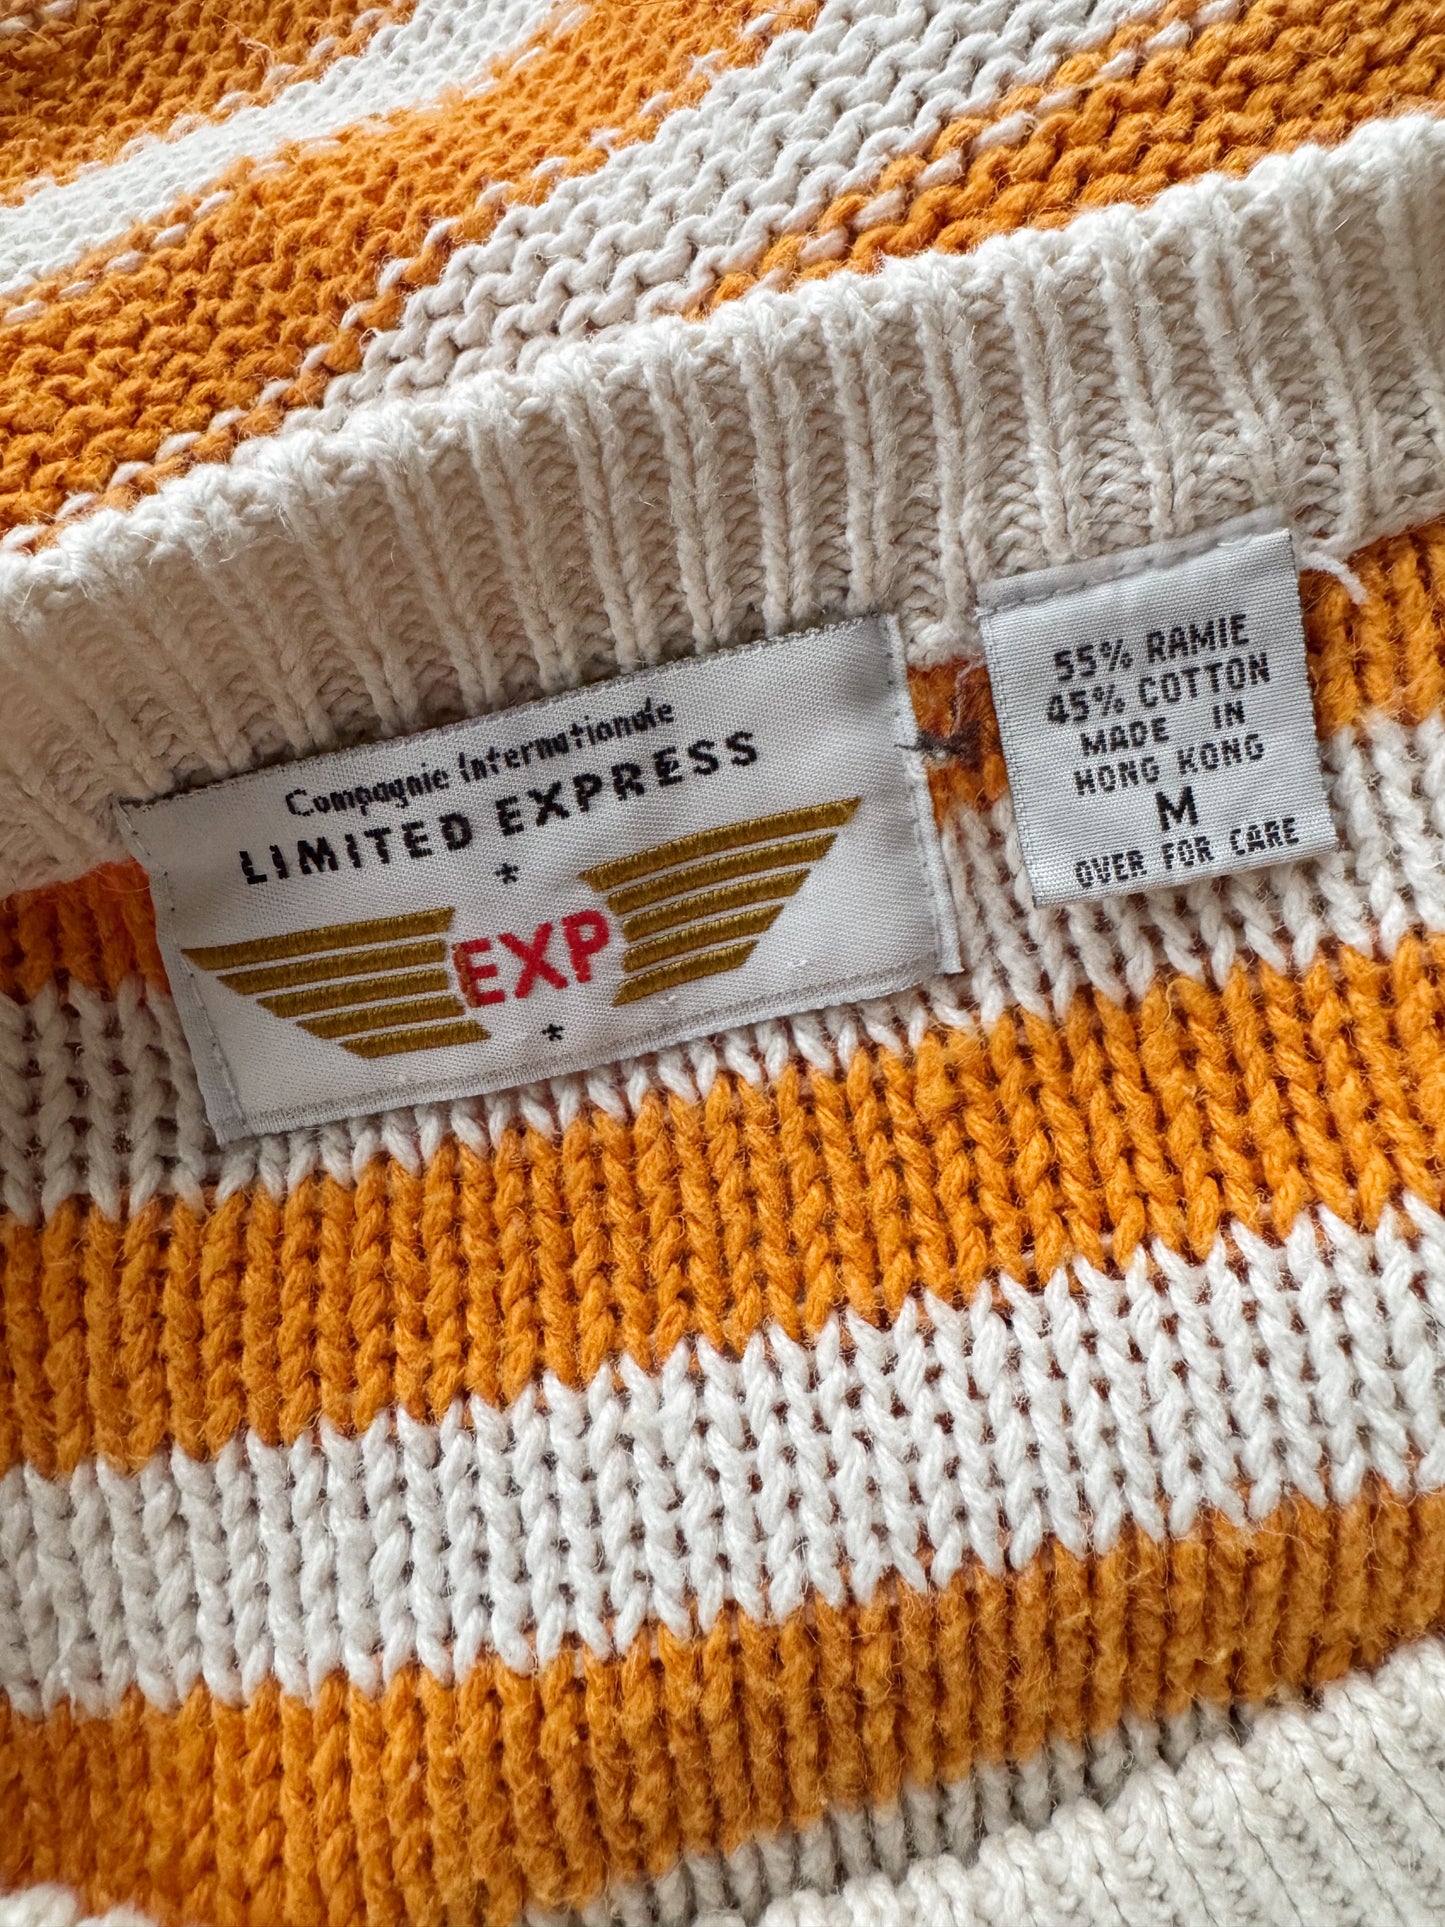 Compagnie Internationale
LIMITED EXPRESS
EXP
55% RAMIE
45% COTTON
MADE IN
HONG KONG
M
OVER FOR CARE